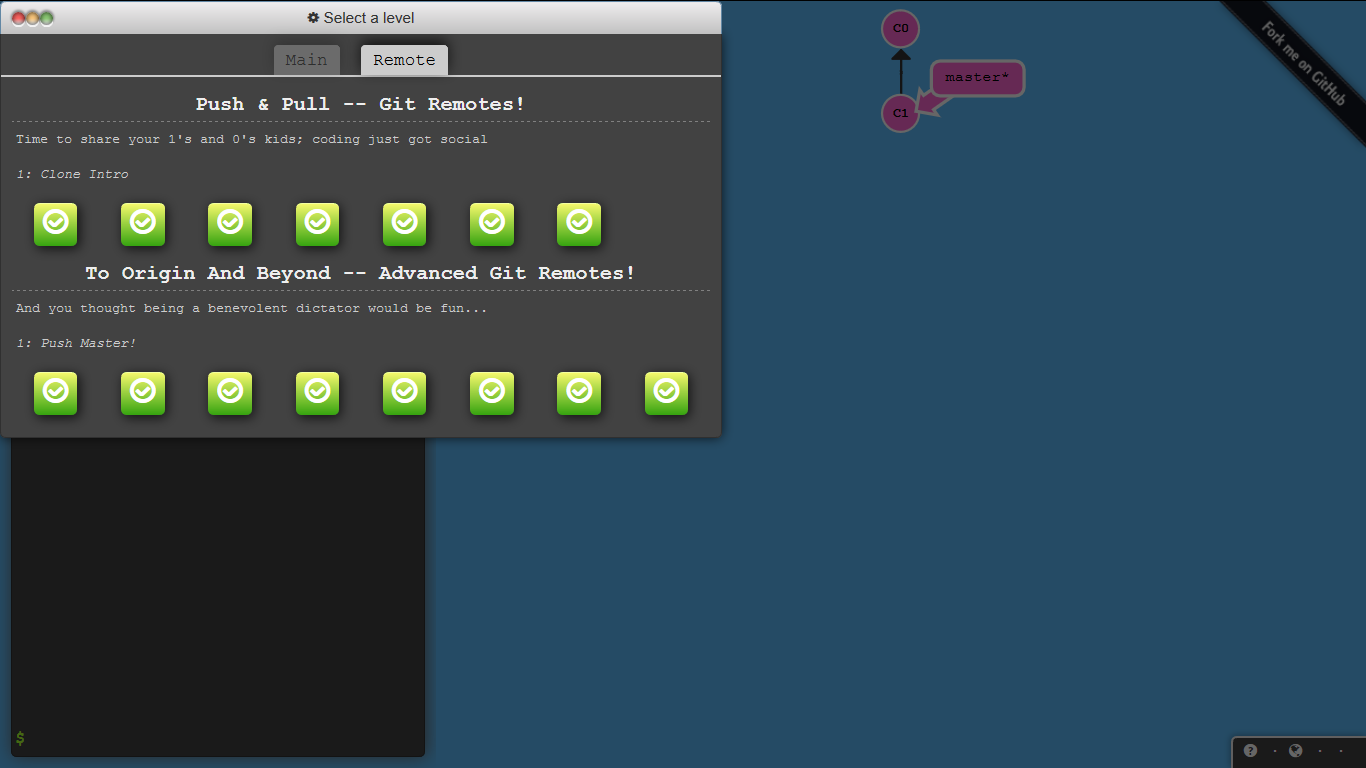 Select a level
Main
Remote
Push & Pull -- Git Remotes!
Time to share your 1's and 0's kids; coding just got social
1: Clone Intro
To Origin And Beyond -- Advanced Git Remotes!
And you thought being a benevolent dictator would be fun...
1: Push Master!
$
C0
master*
C1
Fork me on GitHub